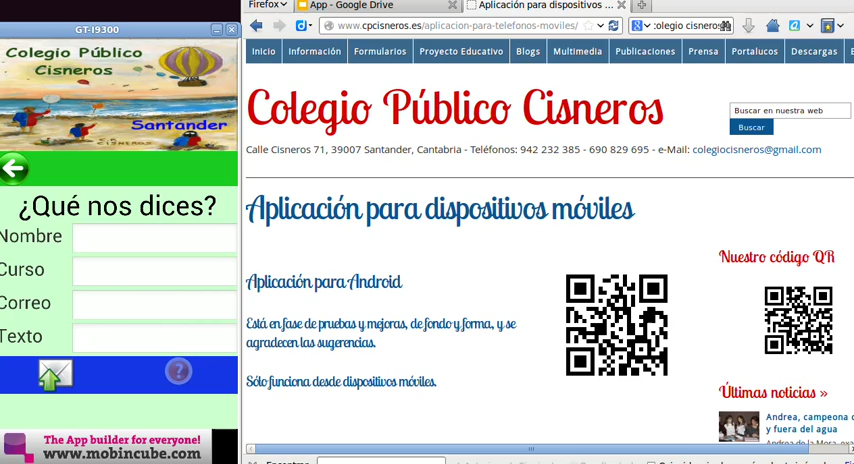 GT-I9300
Colegio Público
Cisneros
Santander
CISNEROS
¿Qué nos dices?
Nombre
Curso
Correo
Texto
?
The App builder for everyone!
www.mobincube.com
Firefox
App - Google Drive
Aplicación para dispositivos ...
www.cpcisneros.es/aplicacion-para-telefonos-moviles/
:olegio cisneros
Inicio
Información
Formularios
Proyecto Educativo
Blogs
Multimedia
Publicaciones
Prensa
Portalucos
Descargas
E
Colegio Público Cisneros
Buscar en nuestra web
Buscar
Calle Cisneros 71, 39007 Santander, Cantabria - Teléfonos: 942 232 385 - 690 829 695 - e-Mail: colegiocisneros@gmail.com
Aplicación para dispositivos móviles
Aplicación para Android
Está en fase de pruebas y mejoras, de fondo y forma, y se
agradecen las sugerencias.
Sólo funciona desde dispositivos móviles.
Nuestro código QR
Últimas noticias »
Andrea, campeona d
y fuera del agua